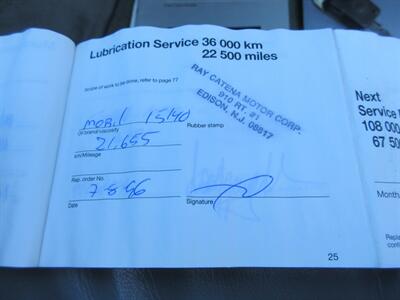 Lubrication Service 36 000 km
22 500 miles
Scope of work to be done, refer to page 77
RAY CATENA MOTOR CORP.
910 RT. #1
EDISON, N.J. 08817
MOBIL 15/40
Oil brand/viscosity
Rubber stamp
21,655
km/Mileage
Rep. order No.
7-8-96
Date
Signature
25
Next
Service
108 000
67 50
Month